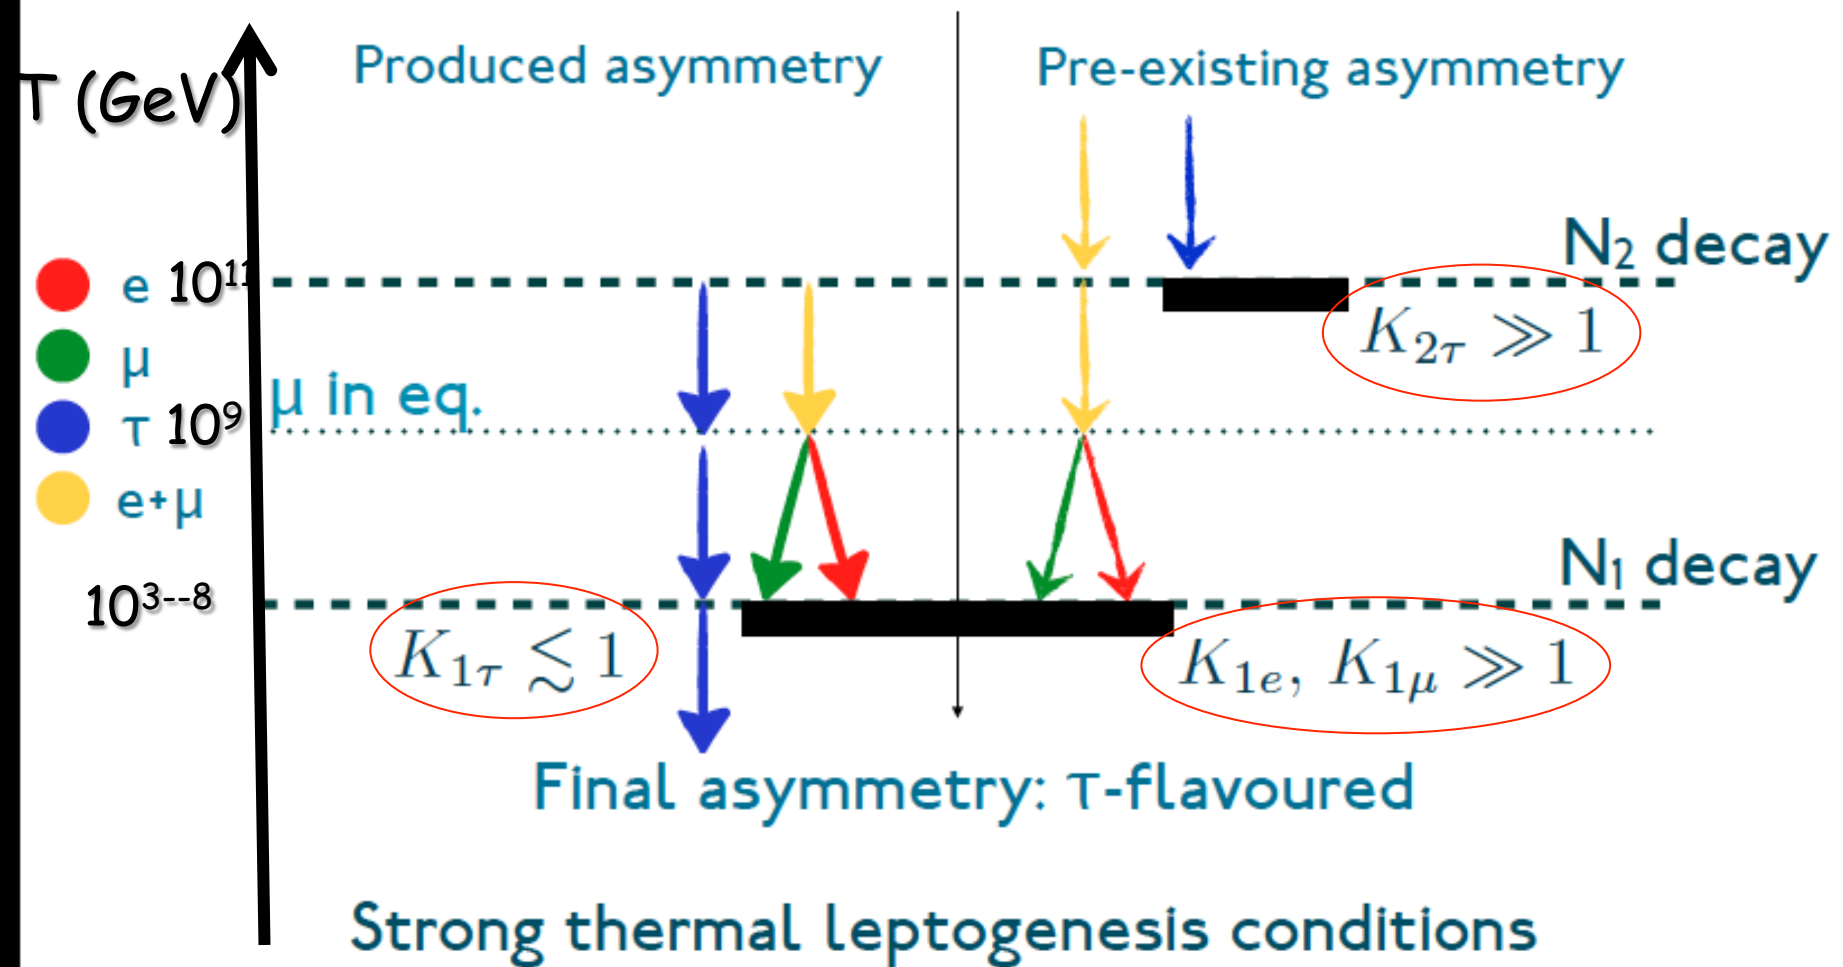 Produced asymmetry
Pre-existing asymmetry
T (GeV)
N₂ decay
e 10¹¹
K₂τ ≫ 1
μ
μ in eq.
τ 10⁹
e+μ
N₁ decay
10³⁻⁻⁸
K₁τ ≲ 1
K₁ₑ, K₁μ ≫ 1
Final asymmetry: τ-flavoured
Strong thermal leptogenesis conditions